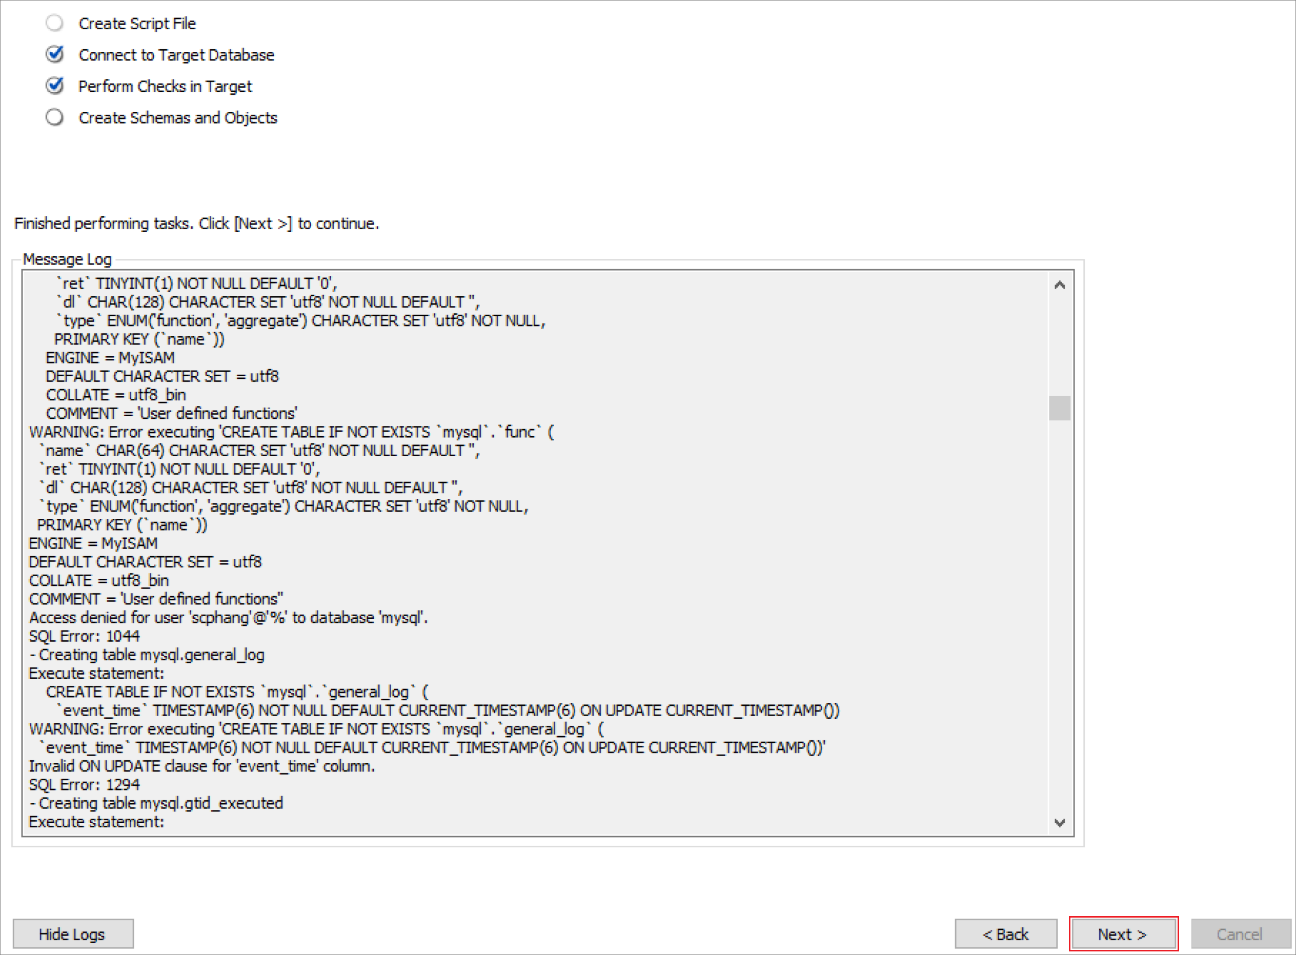 Create Script File
Connect to Target Database
Perform Checks in Target
Create Schemas and Objects
Finished performing tasks. Click [Next >] to continue.
Message Log
`ret` TINYINT(1) NOT NULL DEFAULT '0',
`dl` CHAR(128) CHARACTER SET 'utf8' NOT NULL DEFAULT '',
`type` ENUM('function', 'aggregate') CHARACTER SET 'utf8' NOT NULL,
PRIMARY KEY (`name`))
ENGINE = MyISAM
DEFAULT CHARACTER SET = utf8
COLLATE = utf8_bin
COMMENT = 'User defined functions'
WARNING: Error executing 'CREATE TABLE IF NOT EXISTS `mysql`.`func` (
`name` CHAR(64) CHARACTER SET 'utf8' NOT NULL DEFAULT '',
`ret` TINYINT(1) NOT NULL DEFAULT '0',
`dl` CHAR(128) CHARACTER SET 'utf8' NOT NULL DEFAULT '',
`type` ENUM('function', 'aggregate') CHARACTER SET 'utf8' NOT NULL,
PRIMARY KEY (`name`))
ENGINE = MyISAM
DEFAULT CHARACTER SET = utf8
COLLATE = utf8_bin
COMMENT = 'User defined functions''
Access denied for user 'scphang'@'%' to database 'mysql'.
SQL Error: 1044
- Creating table mysql.general_log
Execute statement:
CREATE TABLE IF NOT EXISTS `mysql`.`general_log` (
`event_time` TIMESTAMP(6) NOT NULL DEFAULT CURRENT_TIMESTAMP(6) ON UPDATE CURRENT_TIMESTAMP())
WARNING: Error executing 'CREATE TABLE IF NOT EXISTS `mysql`.`general_log` (
`event_time` TIMESTAMP(6) NOT NULL DEFAULT CURRENT_TIMESTAMP(6) ON UPDATE CURRENT_TIMESTAMP())'
Invalid ON UPDATE clause for 'event_time' column.
SQL Error: 1294
- Creating table mysql.gtid_executed
Execute statement:
Hide Logs
< Back
Next >
Cancel